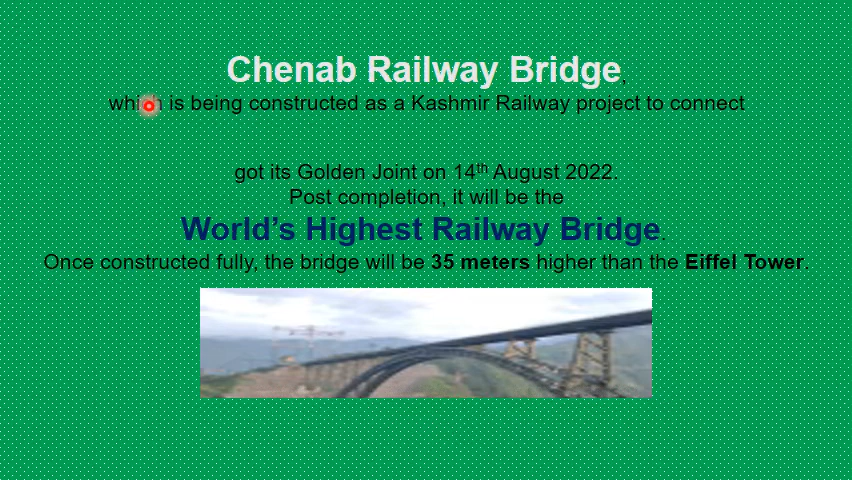 Chenab Railway Bridge,
which is being constructed as a Kashmir Railway project to connect
got its Golden Joint on 14th August 2022.
Post completion, it will be the
World’s Highest Railway Bridge.
Once constructed fully, the bridge will be 35 meters higher than the Eiffel Tower.